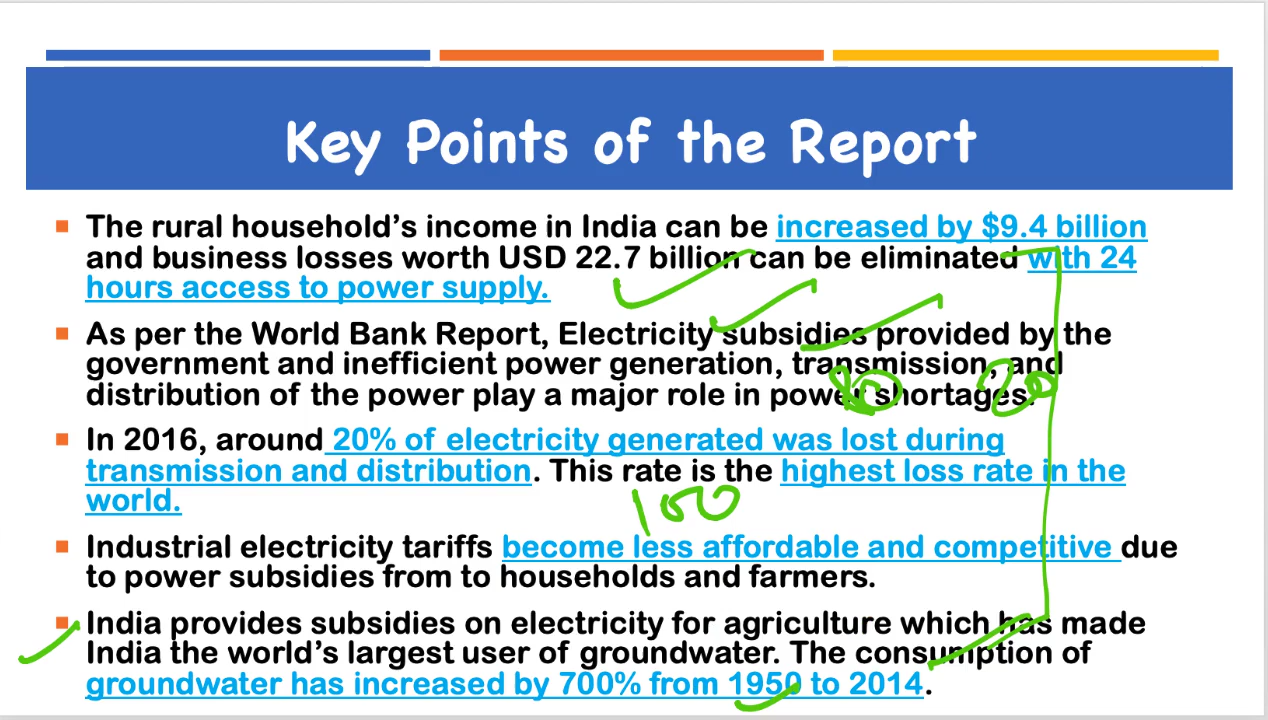 Key Points of the Report
The rural household's income in India can be increased by $9.4 billion
and business losses worth USD 22.7 billion can be eliminated with 24
hours access to power supply.
As per the World Bank Report, Electricity subsidies provided by the
government and inefficient power generation, transmission, and
distribution of the power play a major role in power shortages.
80 20
In 2016, around 20% of electricity generated was lost during
transmission and distribution. This rate is the highest loss rate in the
world.
100
Industrial electricity tariffs become less affordable and competitive due
to power subsidies from to households and farmers.
India provides subsidies on electricity for agriculture which has made
India the world's largest user of groundwater. The consumption of
groundwater has increased by 700% from 1950 to 2014.